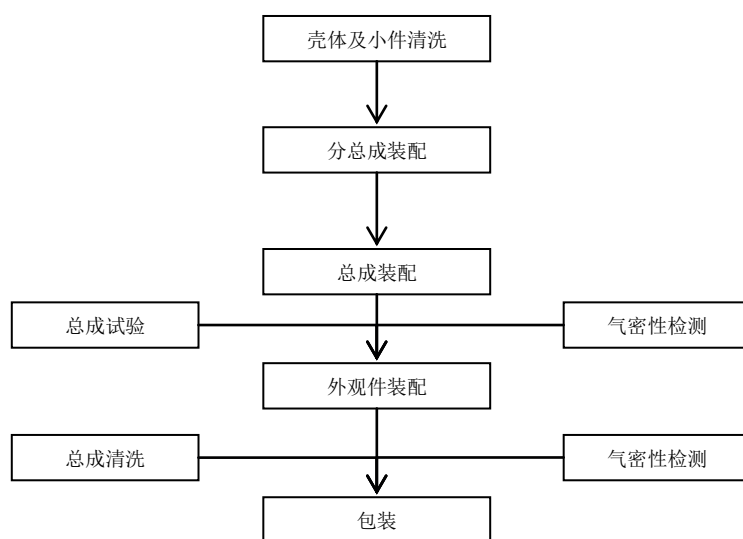 壳体及小件清洗
分总成装配
总成装配
总成试验
气密性检测
外观件装配
总成清洗
气密性检测
包装